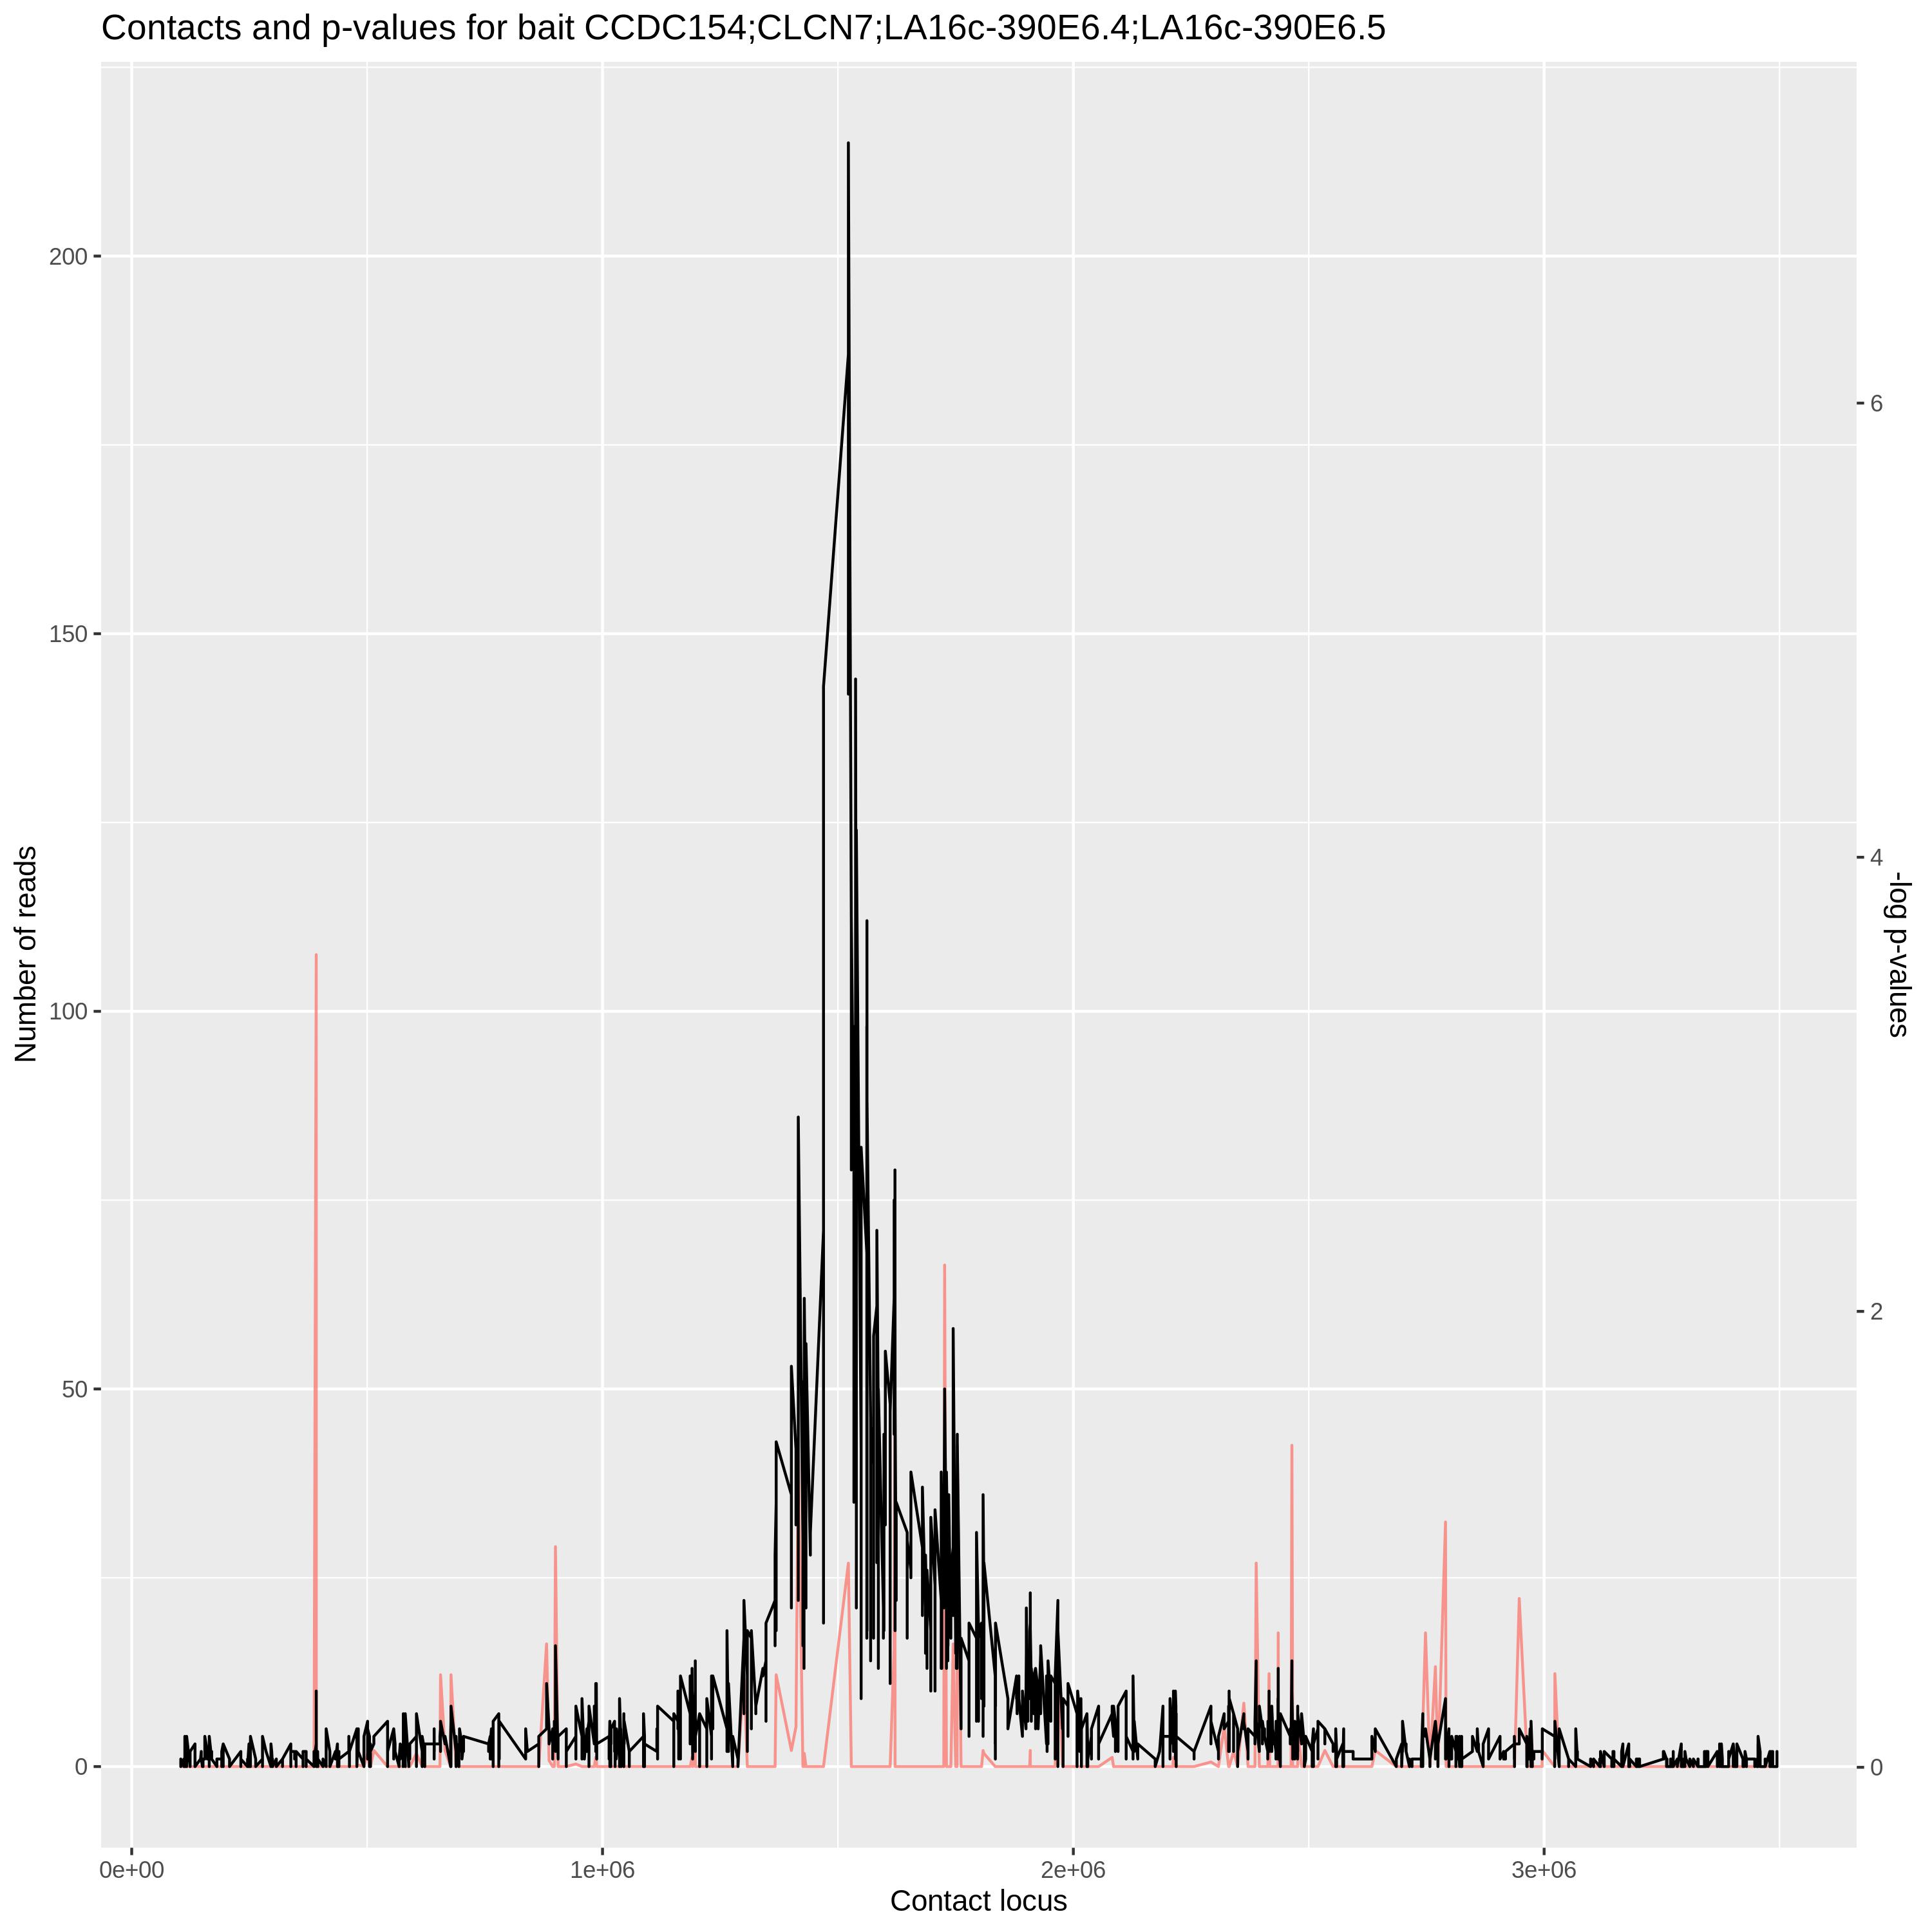 Contacts and p-values for bait CCDC154;CLCN7;LA16c-390E6.4;LA16c-390E6.5
200
150
100
50
0
Number of reads
6
4
2
0
-log p-values
0e+00
1e+06
2e+06
3e+06
Contact locus